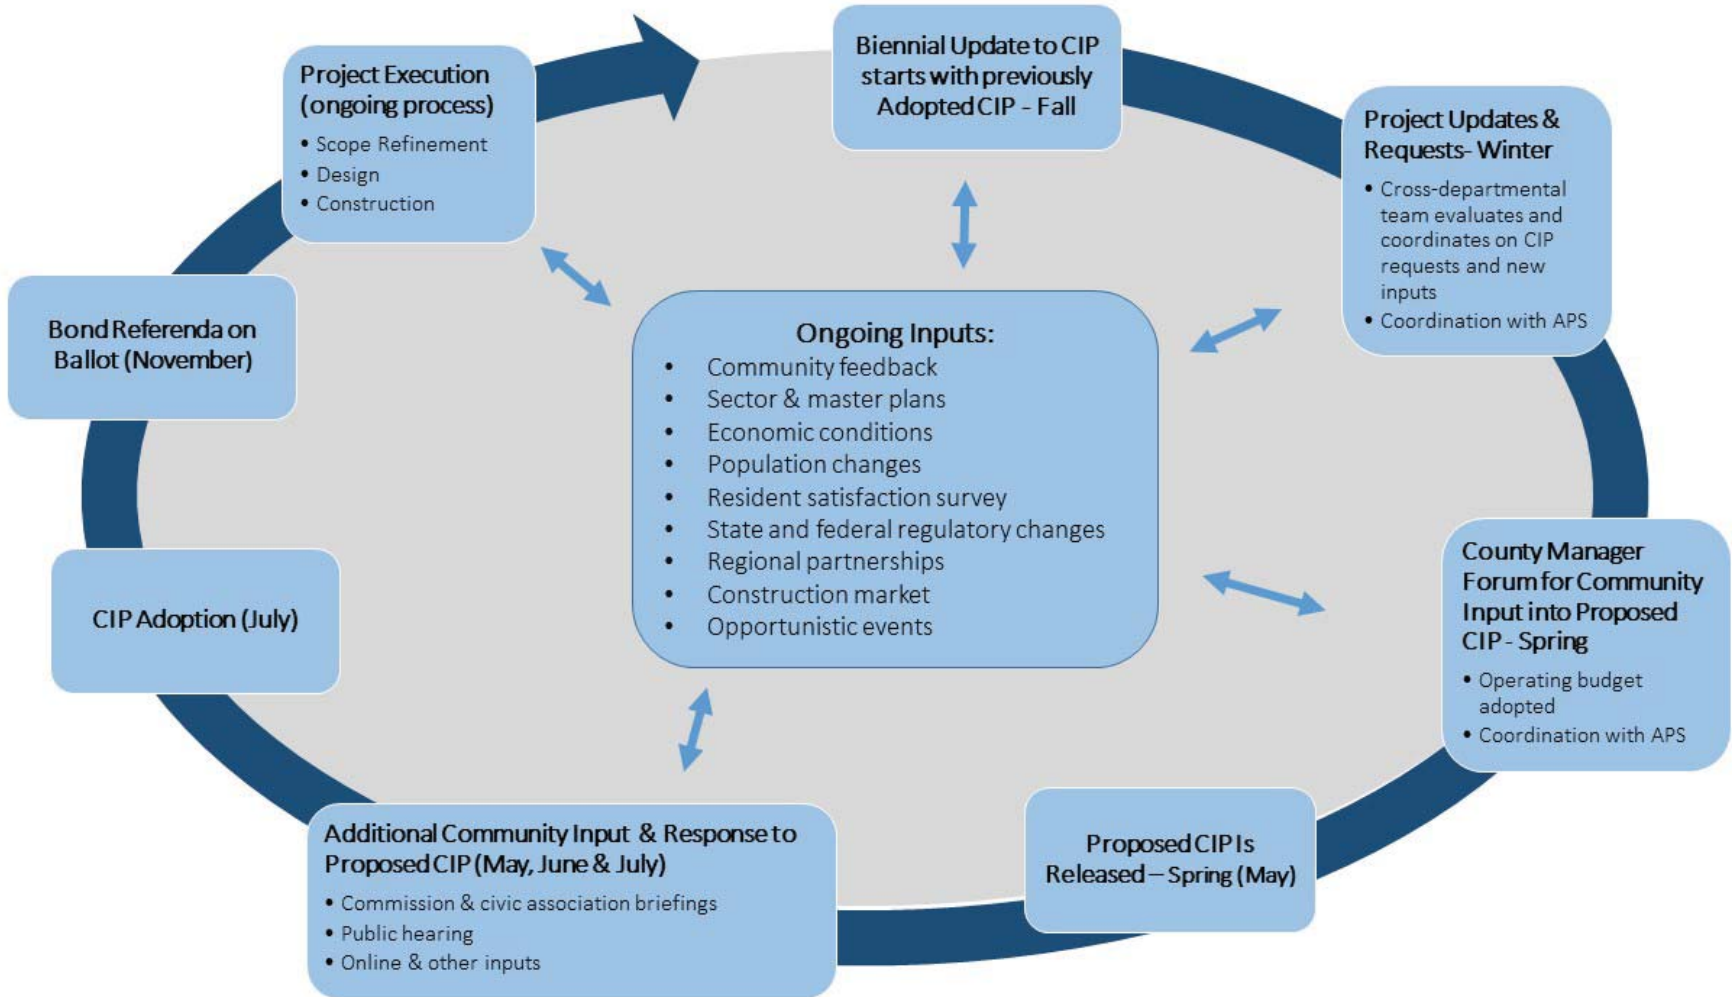 Biennial Update to CIP
starts with previously
Adopted CIP - Fall
Project Updates &
Requests- Winter
• Cross-departmental
team evaluates and
coordinates on CIP
requests and new
inputs
• Coordination with APS
County Manager
Forum for Community
Input into Proposed
CIP - Spring
• Operating budget
adopted
• Coordination with APS
Proposed CIP Is
Released – Spring (May)
Additional Community Input & Response to
Proposed CIP (May, June & July)
• Commission & civic association briefings
• Public hearing
• Online & other inputs
CIP Adoption (July)
Bond Referenda on
Ballot (November)
Project Execution
(ongoing process)
• Scope Refinement
• Design
• Construction
Ongoing Inputs:
• Community feedback
• Sector & master plans
• Economic conditions
• Population changes
• Resident satisfaction survey
• State and federal regulatory changes
• Regional partnerships
• Construction market
• Opportunistic events